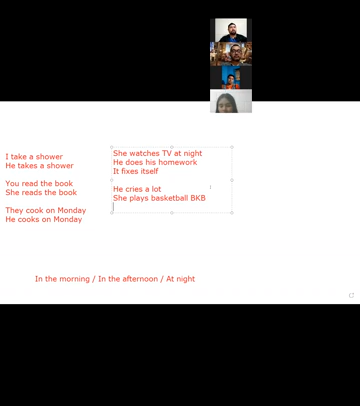 I take a shower
He takes a shower
You read the book
She reads the book
They cook on Monday
He cooks on Monday
She watches TV at night
He does his homework
It fixes itself
He cries a lot
She plays basketball BKB
In the morning / In the afternoon / At night